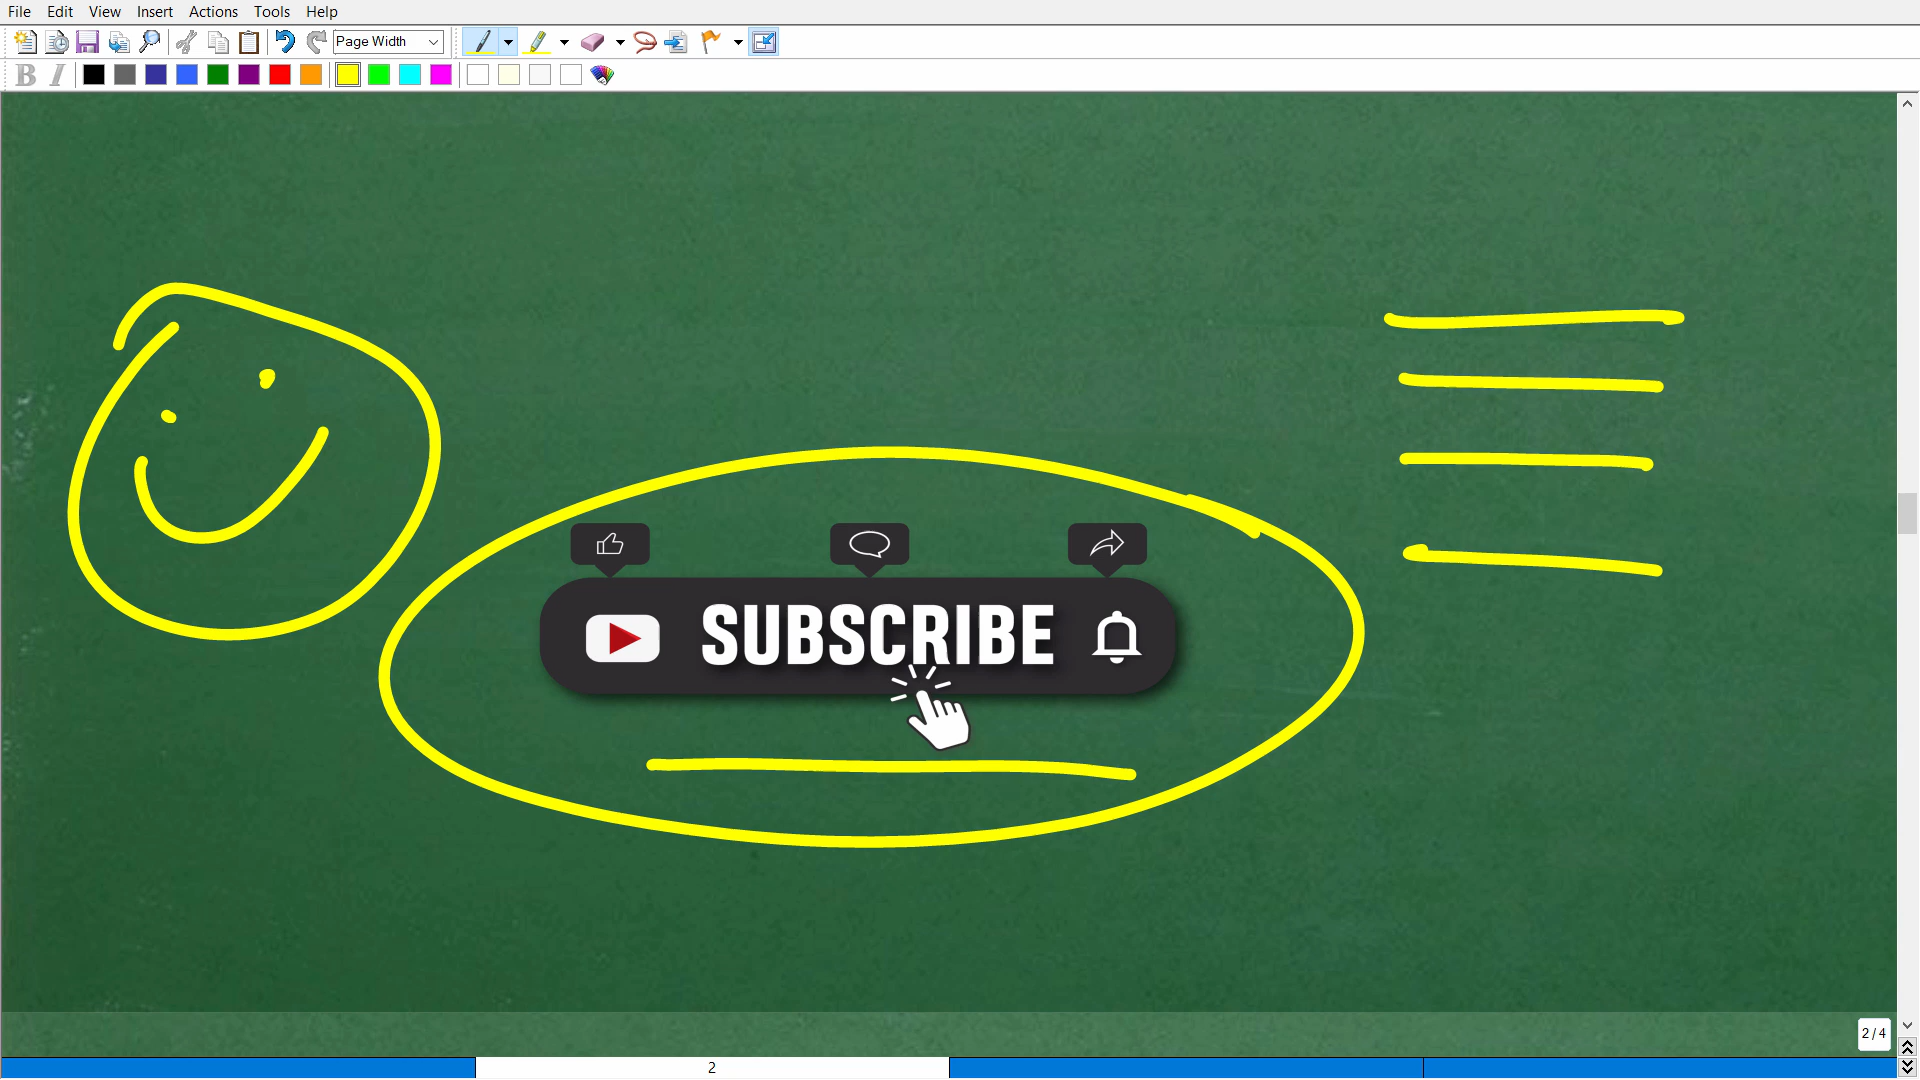 File Edit View Insert Actions Tools Help
Page Width
B I
SUBSCRIBE
2 / 4
2